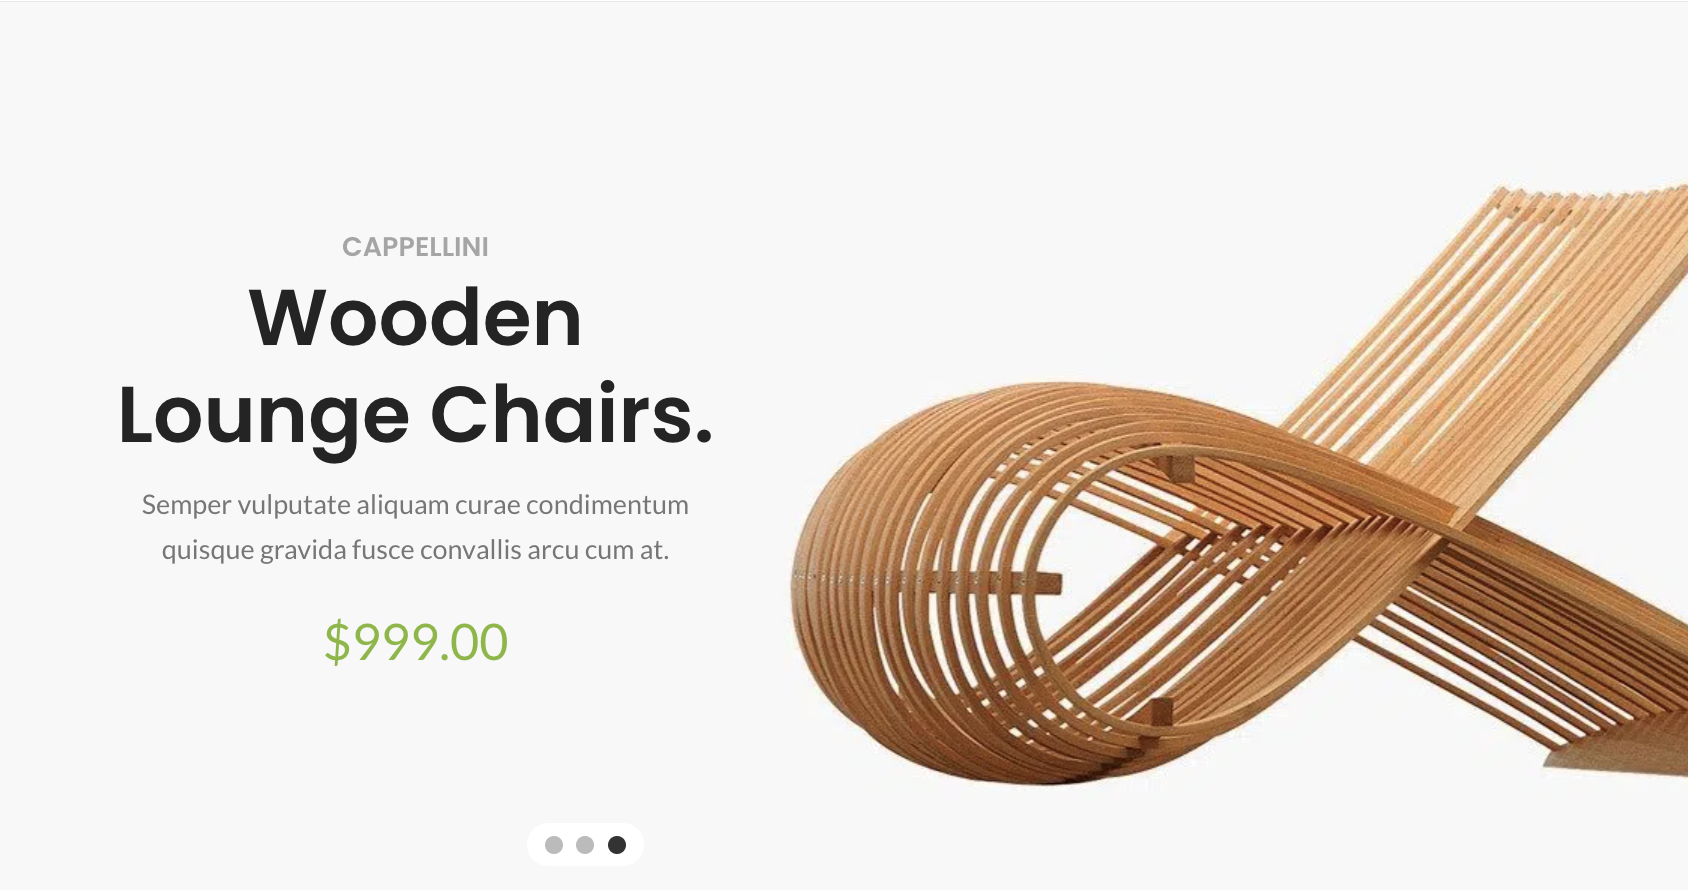 CAPPELLINI
Wooden
Lounge Chairs.
Semper vulputate aliquam curae condimentum
quisque gravida fusce convallis arcu cum at.
$999.00